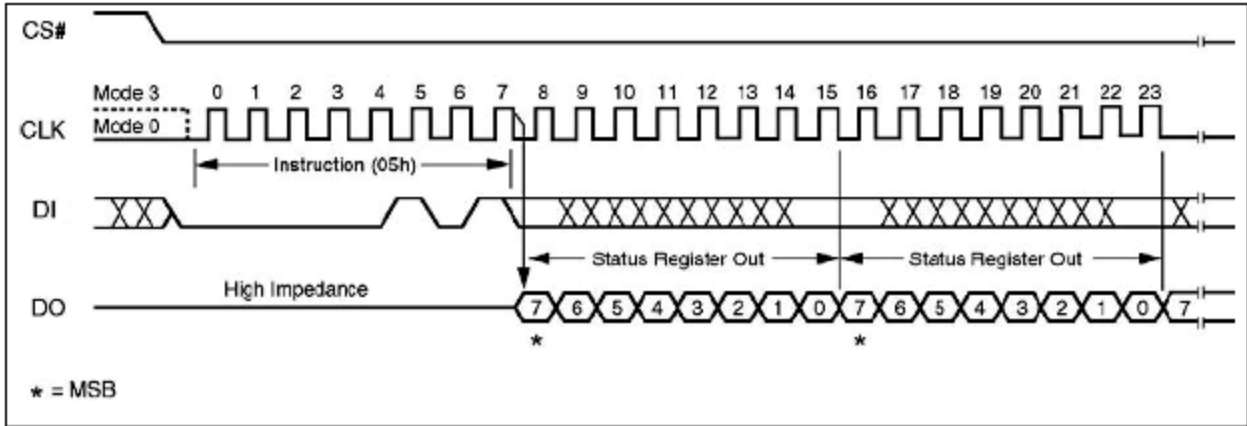 CS#
Mode 3 0 1 2 3 4 5 6 7 8 9 10 11 12 13 14 15 16 17 18 19 20 21 22 23
CLK Mode 0
Instruction (05h)
DI
Status Register Out Status Register Out
High Impedance
DO 7 6 5 4 3 2 1 0 7 6 5 4 3 2 1 0 7
* *
* = MSB